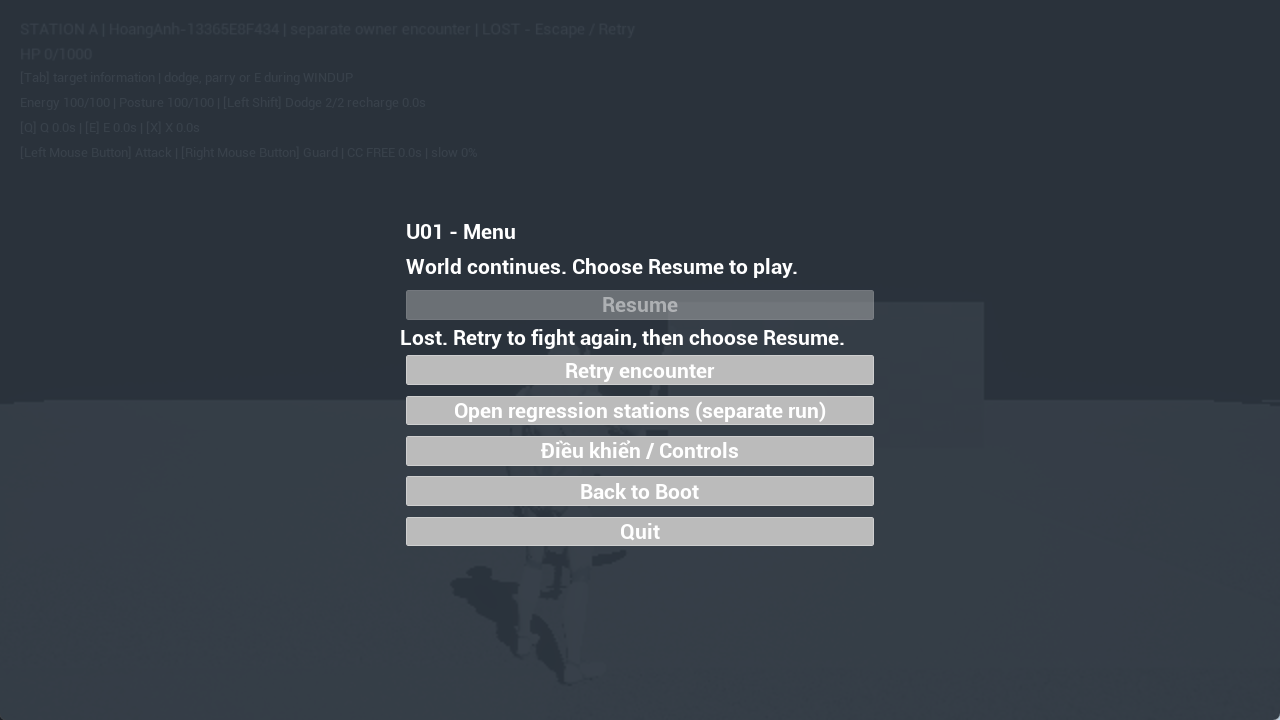 STATION A | HoangAnh-13365E8F434 | separate owner encounter | LOST - Escape / Retry
HP 0/1000
[Tab] target information | dodge, parry or E during WINDUP
Energy 100/100 | Posture 100/100 | [Left Shift] Dodge 2/2 recharge 0.0s
[Q] Q 0.0s | [E] E 0.0s | [X] X 0.0s
[Left Mouse Button] Attack | [Right Mouse Button] Guard | CC FREE 0.0s | slow 0%
U01 - Menu
World continues. Choose Resume to play.
Resume
Lost. Retry to fight again, then choose Resume.
Retry encounter
Open regression stations (separate run)
Điều khiển / Controls
Back to Boot
Quit